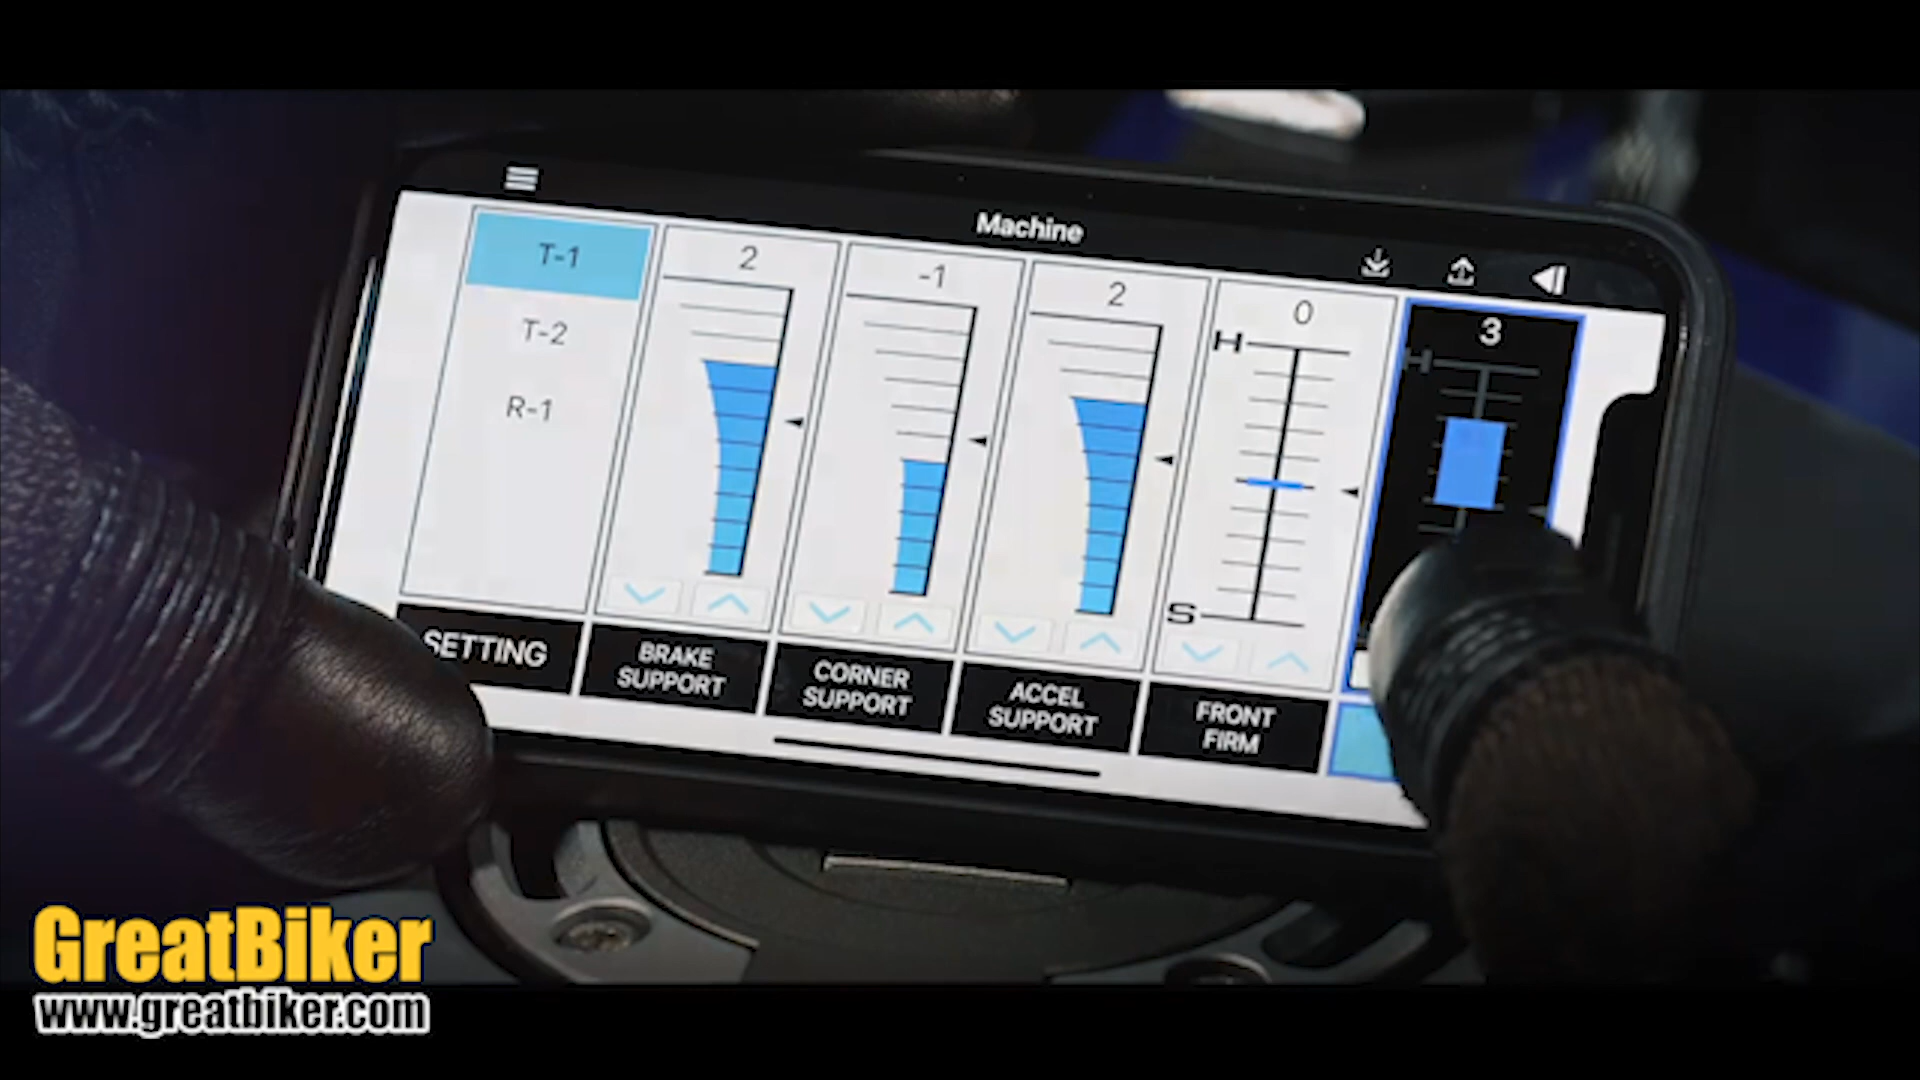 Machine
T-1
T-2
R-1
2
-1
2
0
3
H
H
S
SETTING
BRAKE
SUPPORT
CORNER
SUPPORT
ACCEL
SUPPORT
FRONT
FIRM
GreatBiker
www.greatbiker.com